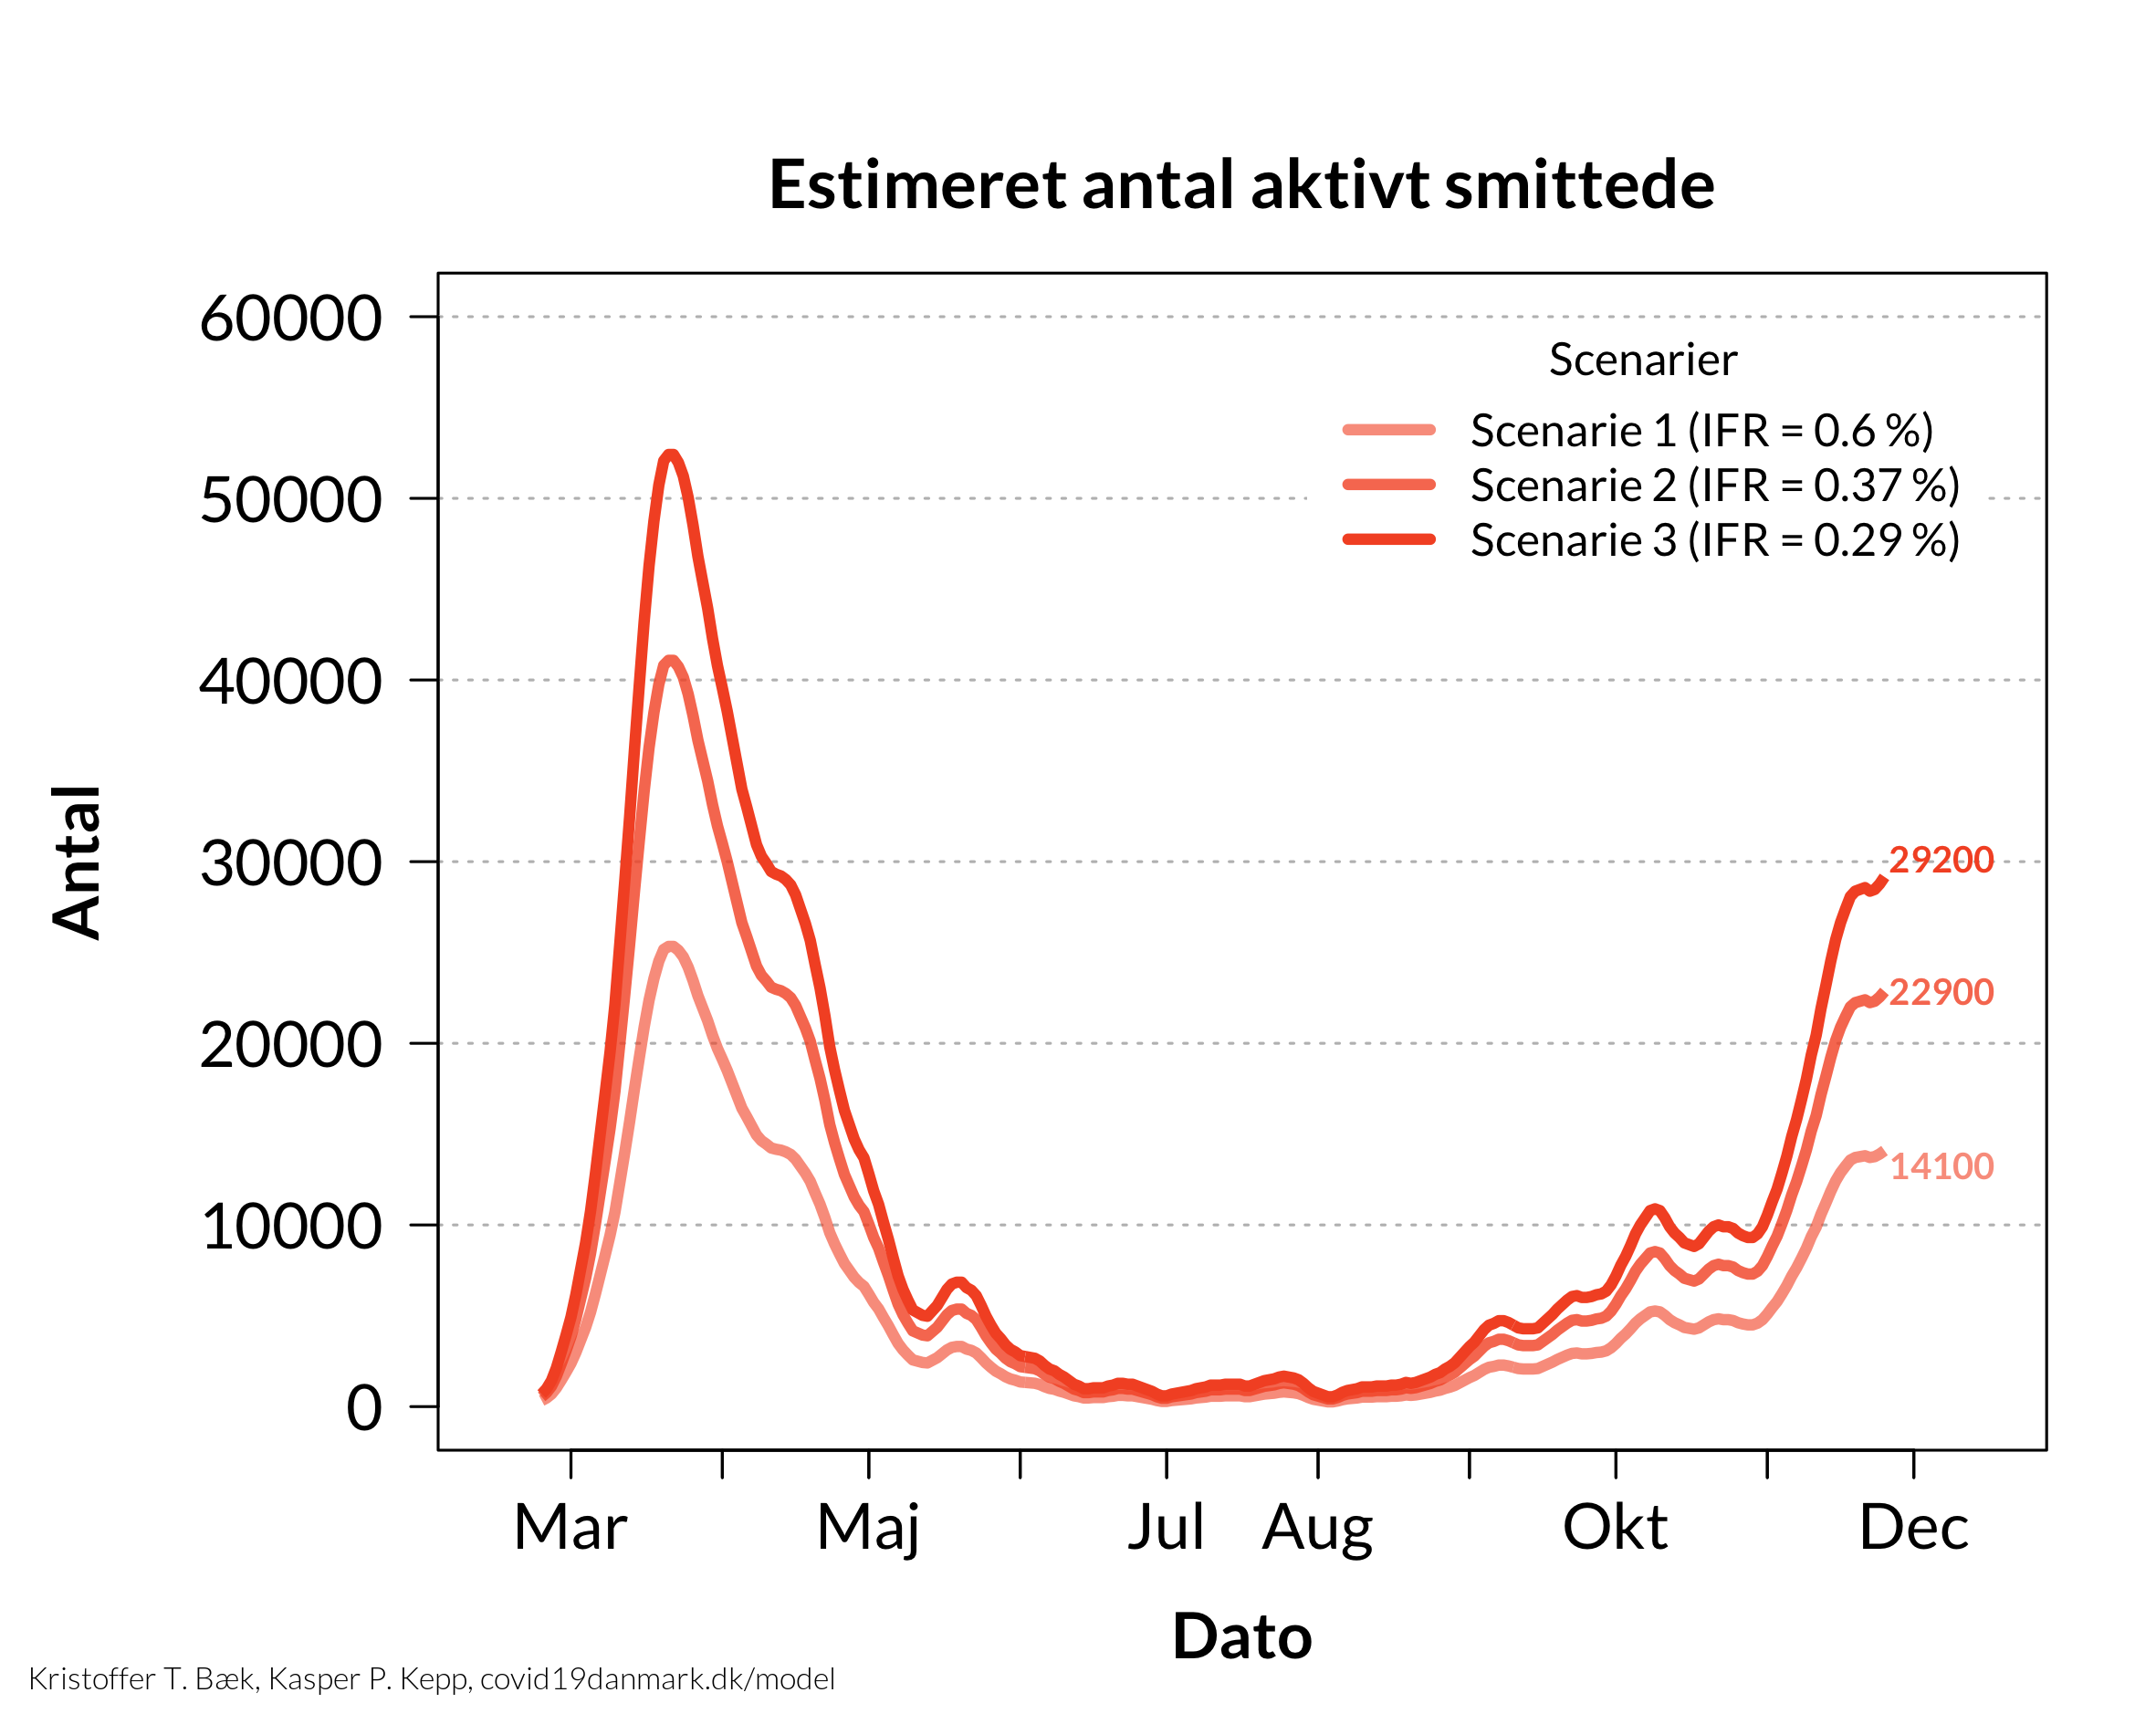 Estimeret antal aktivt smittede
60000
50000
40000
30000
20000
10000
0
Antal
Scenarier
Scenarie 1 (IFR = 0.6 %)
Scenarie 2 (IFR = 0.37 %)
Scenarie 3 (IFR = 0.29 %)
29200
22900
14100
Mar Maj Jul Aug Okt Dec
Dato
Kristoffer T. Bæk, Kasper P. Kepp, covid19danmark.dk/model